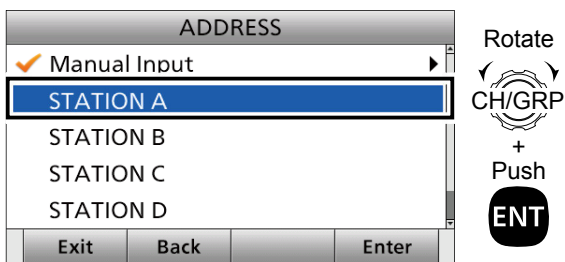 ADDRESS
Manual Input
STATION A
STATION B
STATION C
STATION D
Exit Back Enter
Rotate
CH/GRP
+
Push
ENT